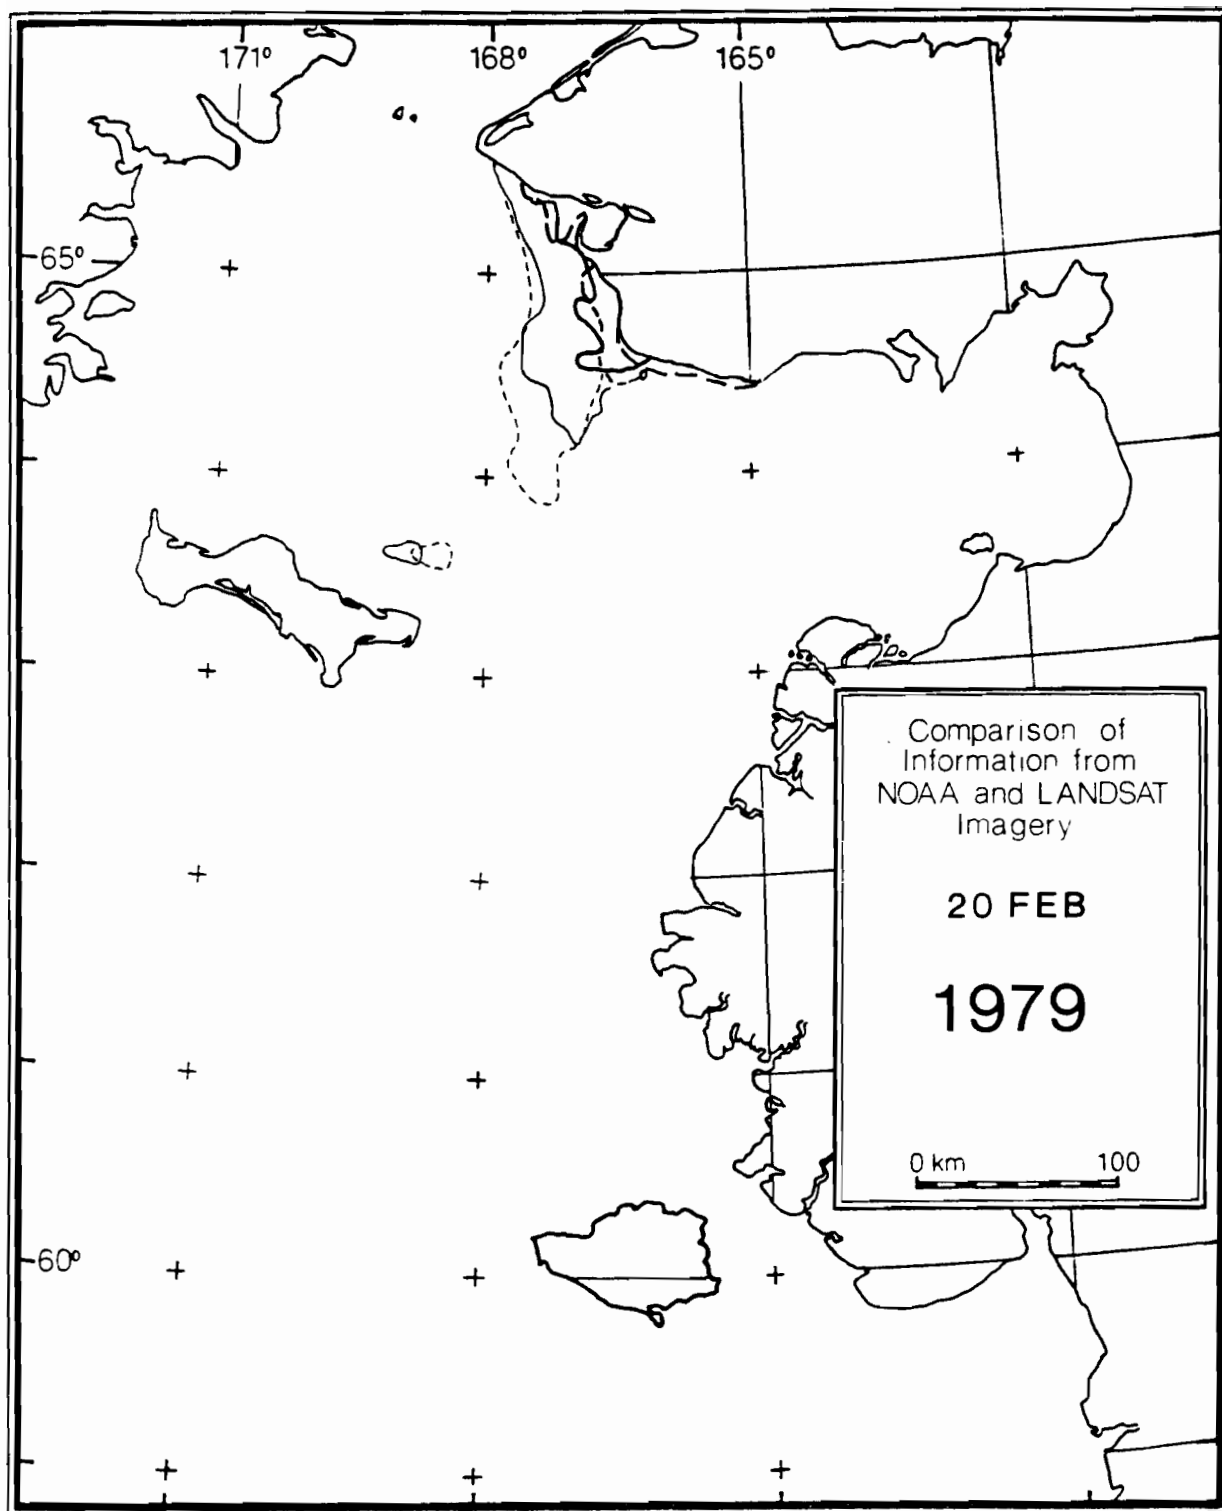 171° 168° 165°
65°
Comparison of
Information from
NOAA and LANDSAT
Imagery
20 FEB
1979
0 km 100
60°